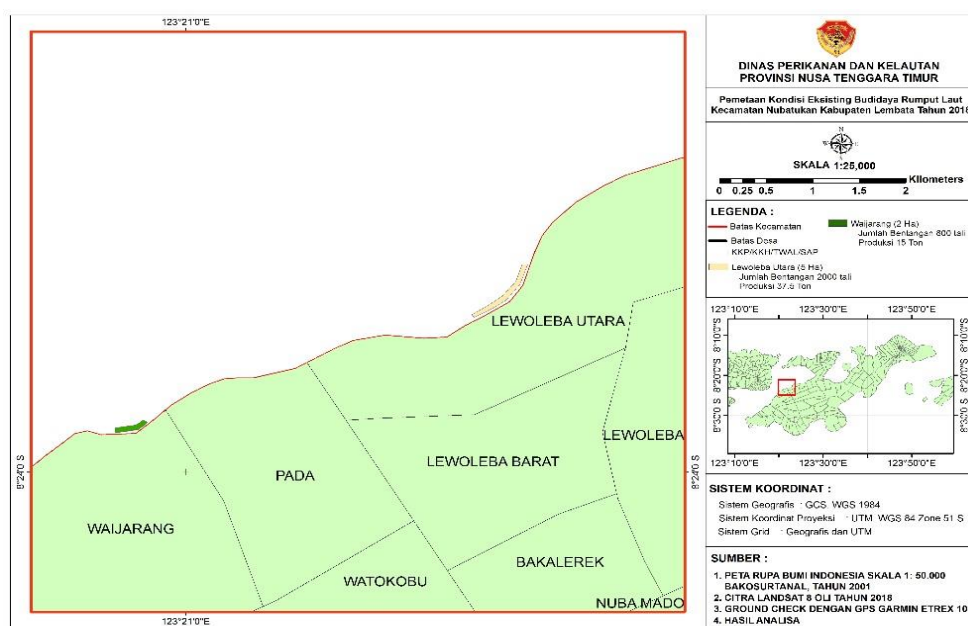 123°21'0"E
8°24'0 S
8°24'0 S
LEWOLEBA UTARA
LEWOLEBA
LEWOLEBA BARAT
PADA
WAIJARANG
BAKALEREK
WATOKOBU
NUBA MADO
123°21'0"E
DINAS PERIKANAN DAN KELAUTAN
PROVINSI NUSA TENGGARA TIMUR
Pemetaan Kondisi Eksisting Budidaya Rumput Laut
Kecamatan Nubatukan Kabupaten Lembata Tahun 2018
N
W E
S
SKALA 1:25,000
Kilometers
0 0.25 0.5 1 1.5 2
LEGENDA :
Batas Kecamatan
Batas Desa
KKP/KKH/TWAL/SAP
Lewoleba Utara (5 Ha)
Jumlah Bentangan 2000 tali
Produksi 37.5 Ton
Waijarang (2 Ha)
Jumlah Bentangan 800 tali
Produksi 15 Ton
123°10'0"E 123°30'0"E 123°50'0"E
8°10'0"S
8°20'0"S
8°10'0"S
8°20'0"S
123°10'0"E 123°30'0"E 123°50'0"E
SISTEM KOORDINAT :
Sistem Geografis : GCS. WGS 1984
Sistem Koordinat Proyeksi : UTM WGS 84 Zone 51 S
Sistem Grid : Geografis dan UTM
SUMBER :
1. PETA RUPA BUMI INDONESIA SKALA 1: 50.000
BAKOSURTANAL, TAHUN 2001
2. CITRA LANDSAT 8 OLI TAHUN 2018
3. GROUND CHECK DENGAN GPS GARMIN ETREX 10
4. HASIL ANALISA